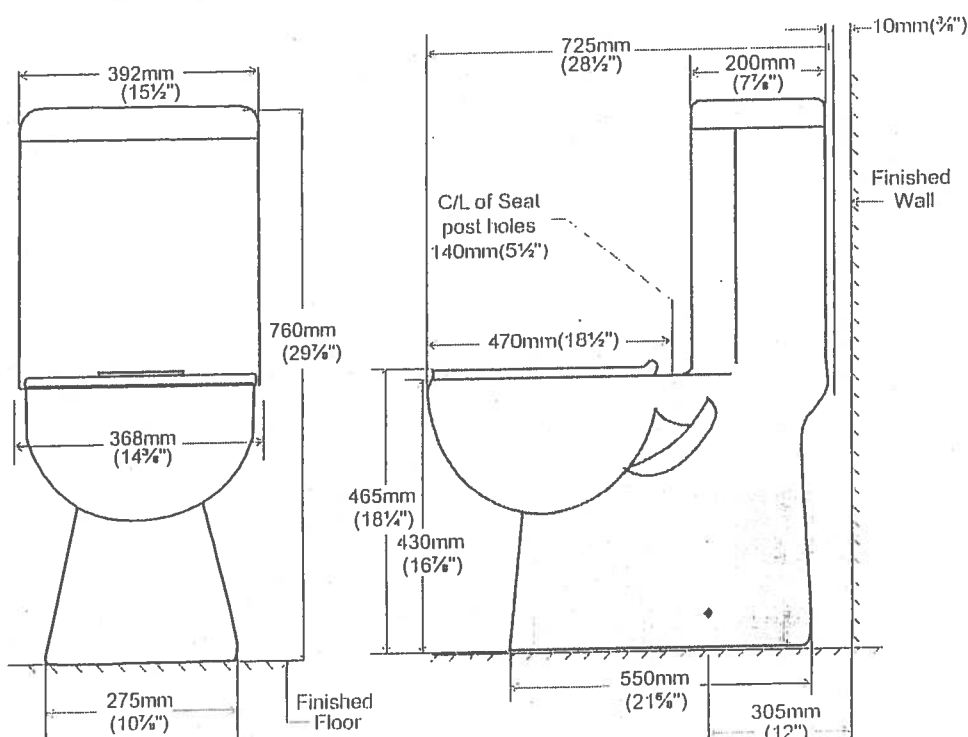 392mm
(15½")
725mm
(28½")
10mm(⅜")
200mm
(7⅞")
Finished
Wall
C/L of Seat
post holes
140mm(5½")
760mm
(29⅞")
470mm(18½")
368mm
(14⅜")
465mm
(18¼")
430mm
(16⅞")
275mm
(10⅞")
Finished
Floor
550mm
(21⅝")
305mm
(12")